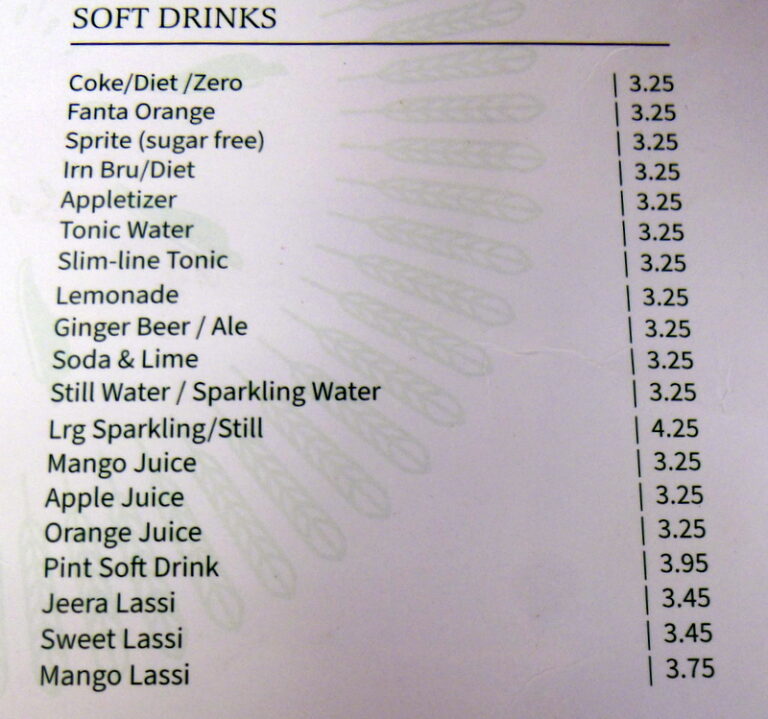 SOFT DRINKS
Coke/Diet /Zero | 3.25
Fanta Orange | 3.25
Sprite (sugar free) | 3.25
Irn Bru/Diet | 3.25
Appletizer | 3.25
Tonic Water | 3.25
Slim-line Tonic | 3.25
Lemonade | 3.25
Ginger Beer / Ale | 3.25
Soda & Lime | 3.25
Still Water / Sparkling Water | 3.25
Lrg Sparkling/Still | 4.25
Mango Juice | 3.25
Apple Juice | 3.25
Orange Juice | 3.25
Pint Soft Drink | 3.95
Jeera Lassi | 3.45
Sweet Lassi | 3.45
Mango Lassi | 3.75